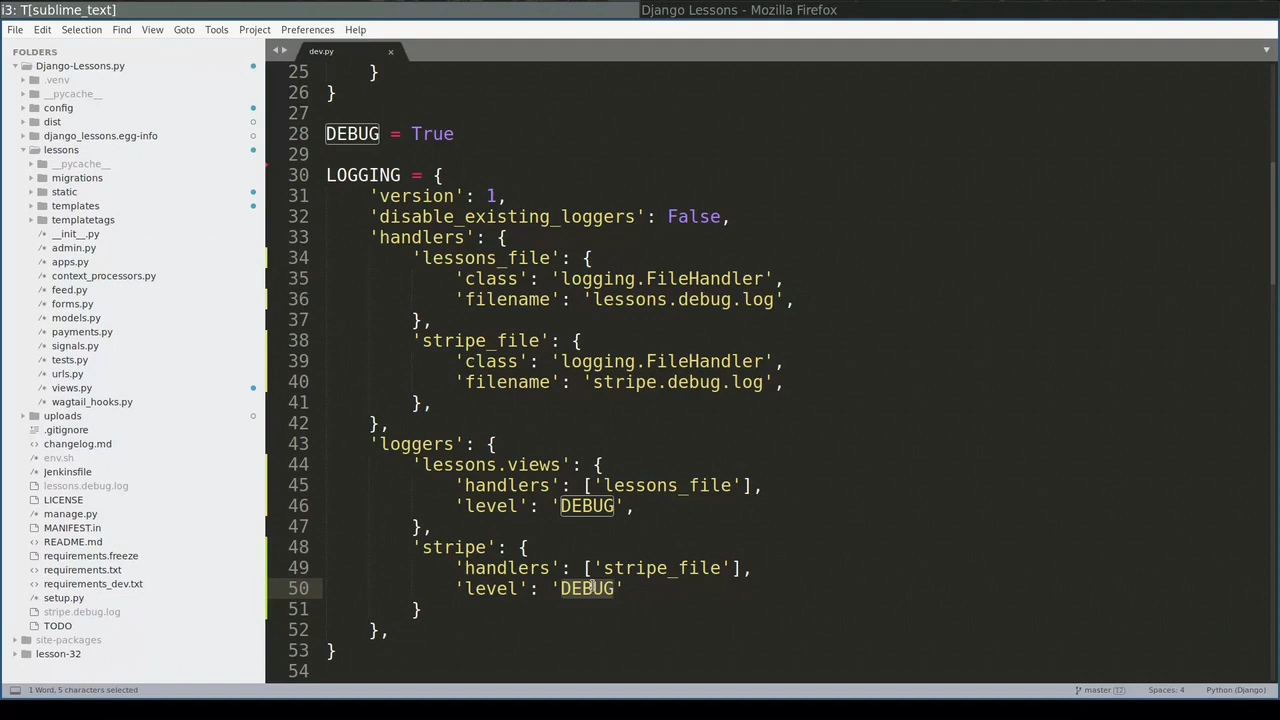 i3: T[sublime_text]
Django Lessons - Mozilla Firefox
File Edit Selection Find View Goto Tools Project Preferences Help
FOLDERS
Django-Lessons.py
.venv
__pycache__
config
dist
django_lessons.egg-info
lessons
__pycache__
migrations
static
templates
templatetags
__init__.py
admin.py
apps.py
context_processors.py
feed.py
forms.py
models.py
payments.py
signals.py
tests.py
urls.py
views.py
wagtail_hooks.py
uploads
.gitignore
changelog.md
env.sh
Jenkinsfile
lessons.debug.log
LICENSE
manage.py
MANIFEST.in
README.md
requirements.freeze
requirements.txt
requirements_dev.txt
setup.py
stripe.debug.log
TODO
site-packages
lesson-32
dev.py
25 }
26 }
27
28 DEBUG = True
29
30 LOGGING = {
31 'version': 1,
32 'disable_existing_loggers': False,
33 'handlers': {
34 'lessons_file': {
35 'class': 'logging.FileHandler',
36 'filename': 'lessons.debug.log',
37 },
38 'stripe_file': {
39 'class': 'logging.FileHandler',
40 'filename': 'stripe.debug.log',
41 },
42 },
43 'loggers': {
44 'lessons.views': {
45 'handlers': ['lessons_file'],
46 'level': 'DEBUG',
47 },
48 'stripe': {
49 'handlers': ['stripe_file'],
50 'level': 'DEBUG'
51 }
52 },
53 }
54
1 Word, 5 characters selected
master 12 Spaces: 4 Python (Django)